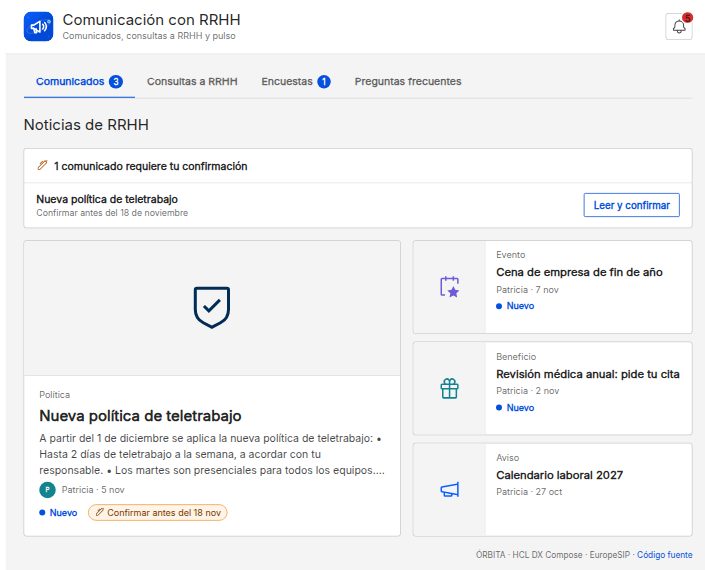 Comunicación con RRHH
Comunicados, consultas a RRHH y pulso
5
Comunicados 3
Consultas a RRHH
Encuestas 1
Preguntas frecuentes
Noticias de RRHH
1 comunicado requiere tu confirmación
Nueva política de teletrabajo
Confirmar antes del 18 de noviembre
Leer y confirmar
Política
Nueva política de teletrabajo
A partir del 1 de diciembre se aplica la nueva política de teletrabajo: •
Hasta 2 días de teletrabajo a la semana, a acordar con tu
responsable. • Los martes son presenciales para todos los equipos....
P Patricia · 5 nov
Nuevo
Confirmar antes del 18 nov
Evento
Cena de empresa de fin de año
Patricia · 7 nov
Nuevo
Beneficio
Revisión médica anual: pide tu cita
Patricia · 2 nov
Nuevo
Aviso
Calendario laboral 2027
Patricia · 27 oct
ÓRBITA · HCL DX Compose · EuropeSIP · Código fuente